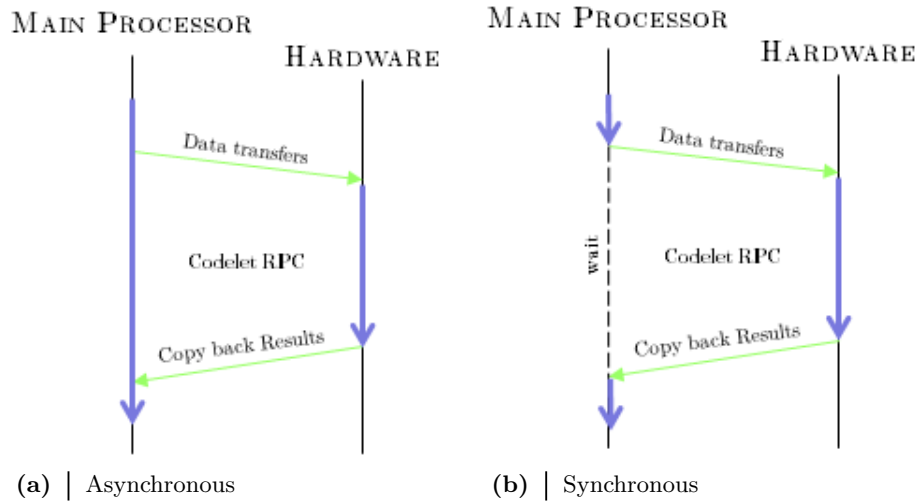 MAIN PROCESSOR
HARDWARE
Data transfers
Codelet RPC
Copy back Results
(a) | Asynchronous
MAIN PROCESSOR
HARDWARE
Data transfers
wait
Codelet RPC
Copy back Results
(b) | Synchronous